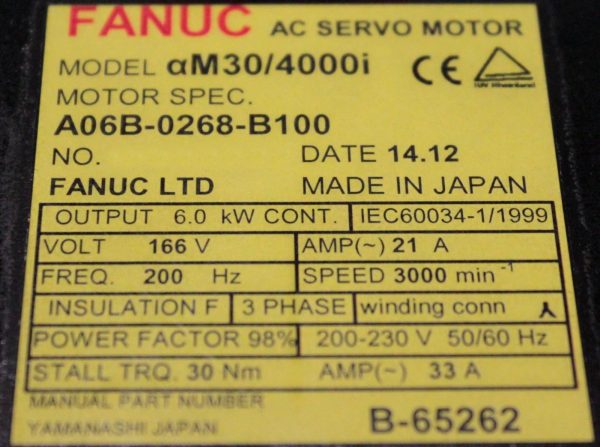 FANUC AC SERVO MOTOR
MODEL αM30/4000i
CE TÜV Rheinland
MOTOR SPEC.
A06B-0268-B100
NO. DATE 14.12
FANUC LTD MADE IN JAPAN
OUTPUT 6.0 kW CONT. IEC60034-1/1999
VOLT 166 V AMP(~) 21 A
FREQ. 200 Hz SPEED 3000 min⁻¹
INSULATION F 3 PHASE winding conn
POWER FACTOR 98% 200-230 V 50/60 Hz
STALL TRQ. 30 Nm AMP(~) 33 A
MANUAL PART NUMBER
YAMANASHI JAPAN B-65262